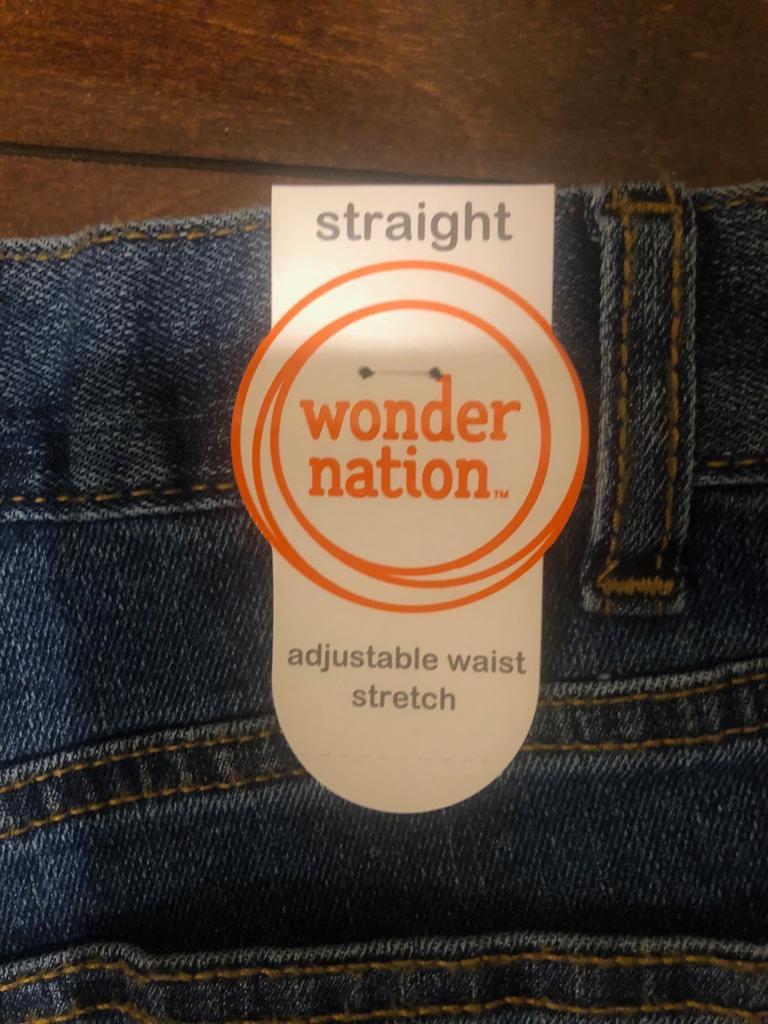 straight
wonder
nation™
adjustable waist
stretch